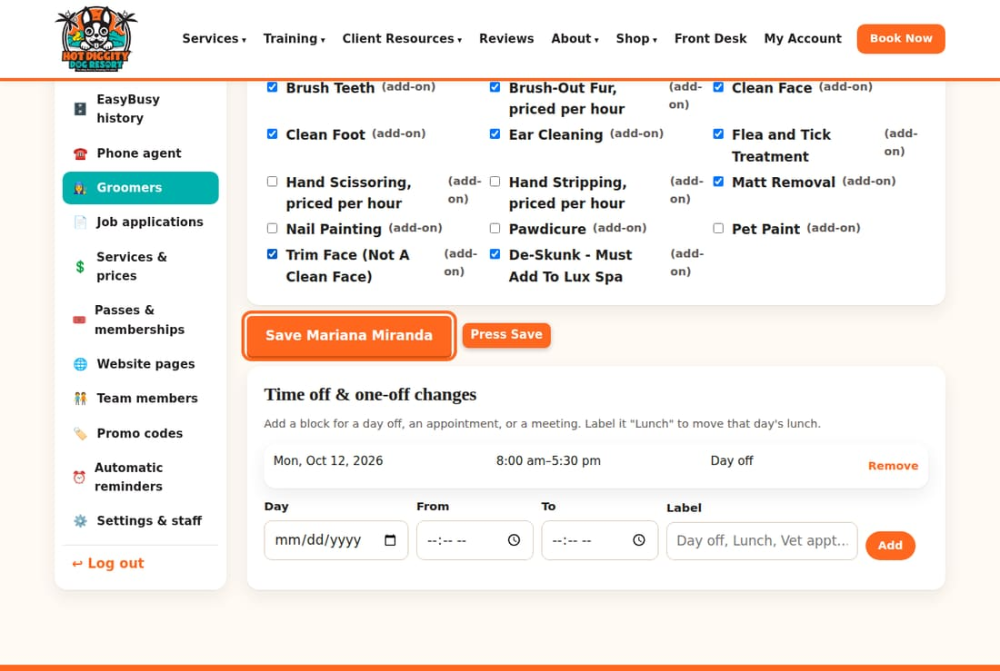 HOT DIGGITY
DOG RESORT
Services ▾
Training ▾
Client Resources ▾
Reviews
About ▾
Shop ▾
Front Desk
My Account
Book Now
EasyBusy
history
Phone agent
Groomers
Job applications
Services &
prices
Passes &
memberships
Website pages
Team members
Promo codes
Automatic
reminders
Settings & staff
↩ Log out
Brush Teeth (add-on)
Brush-Out Fur, (add-
priced per hour on)
Clean Face (add-on)
Clean Foot (add-on)
Ear Cleaning (add-on)
Flea and Tick (add-
Treatment on)
Hand Scissoring, (add-
priced per hour on)
Hand Stripping, (add-
priced per hour on)
Matt Removal (add-on)
Nail Painting (add-on)
Pawdicure (add-on)
Pet Paint (add-on)
Trim Face (Not A (add-
Clean Face) on)
De-Skunk - Must (add-
Add To Lux Spa on)
Save Mariana Miranda
Press Save
Time off & one-off changes
Add a block for a day off, an appointment, or a meeting. Label it "Lunch" to move that day's lunch.
Mon, Oct 12, 2026 8:00 am–5:30 pm Day off Remove
Day From To Label
mm/dd/yyyy --:-- -- --:-- -- Day off, Lunch, Vet appt... Add